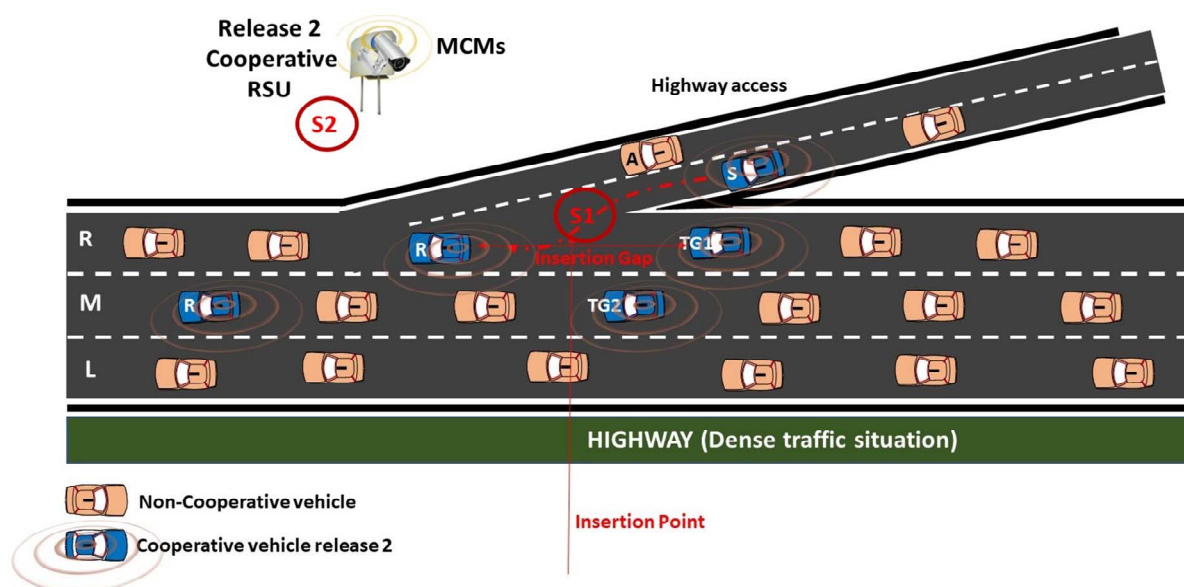 Release 2
Cooperative
RSU
MCMs
S2
Highway access
A
S
S1
R
R
TG1
Insertion Gap
M
R
TG2
L
HIGHWAY (Dense traffic situation)
Non-Cooperative vehicle
Insertion Point
Cooperative vehicle release 2